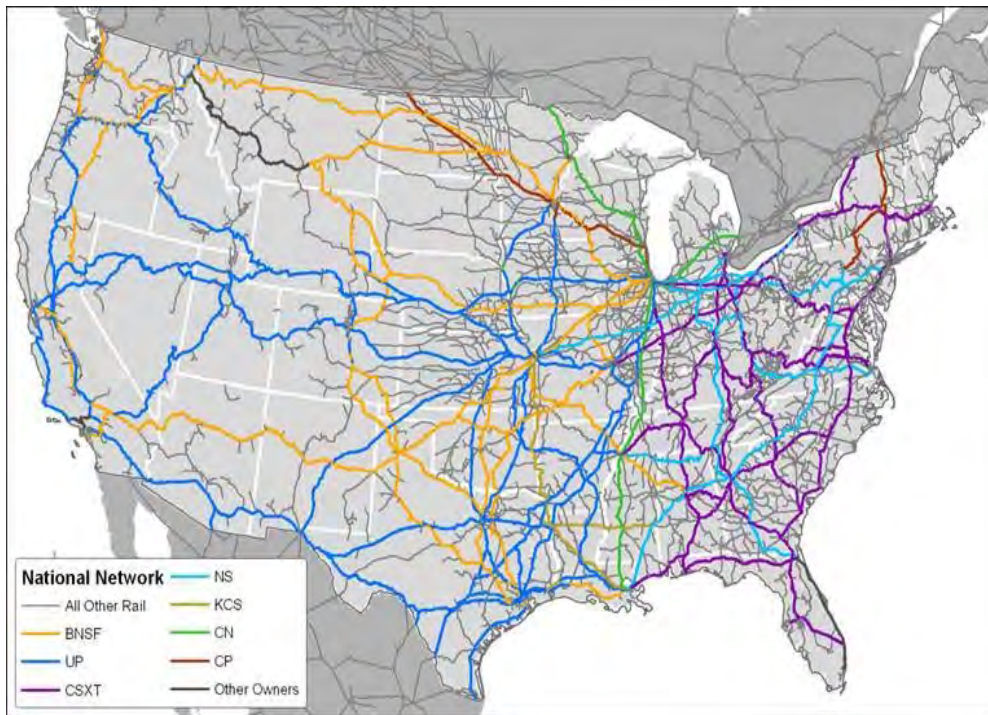 National Network
All Other Rail
BNSF
UP
CSXT
NS
KCS
CN
CP
Other Owners